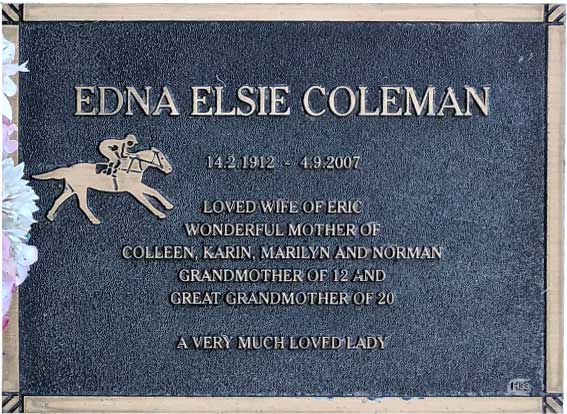 EDNA ELSIE COLEMAN
14.2.1912 - 4.9.2007
LOVED WIFE OF ERIC
WONDERFUL MOTHER OF
COLLEEN, KARIN, MARILYN AND NORMAN
GRANDMOTHER OF 12 AND
GREAT GRANDMOTHER OF 20
A VERY MUCH LOVED LADY